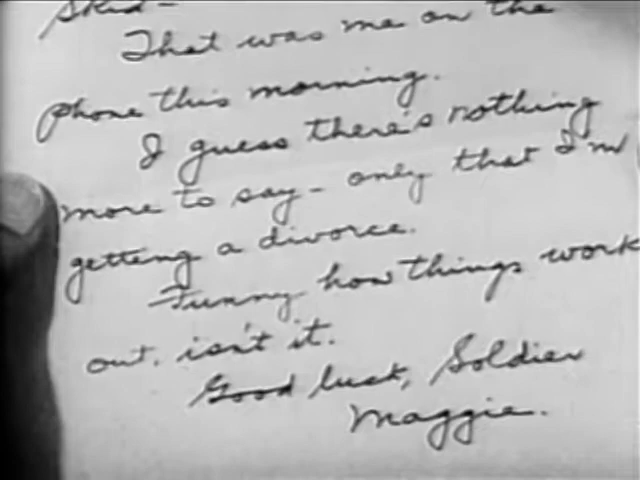 Skid -
That was me on the
phone this morning.
I guess there's nothing
more to say - only that I'm
getting a divorce.
Funny how things work
out, isn't it.
Good luck, Soldier
Maggie.